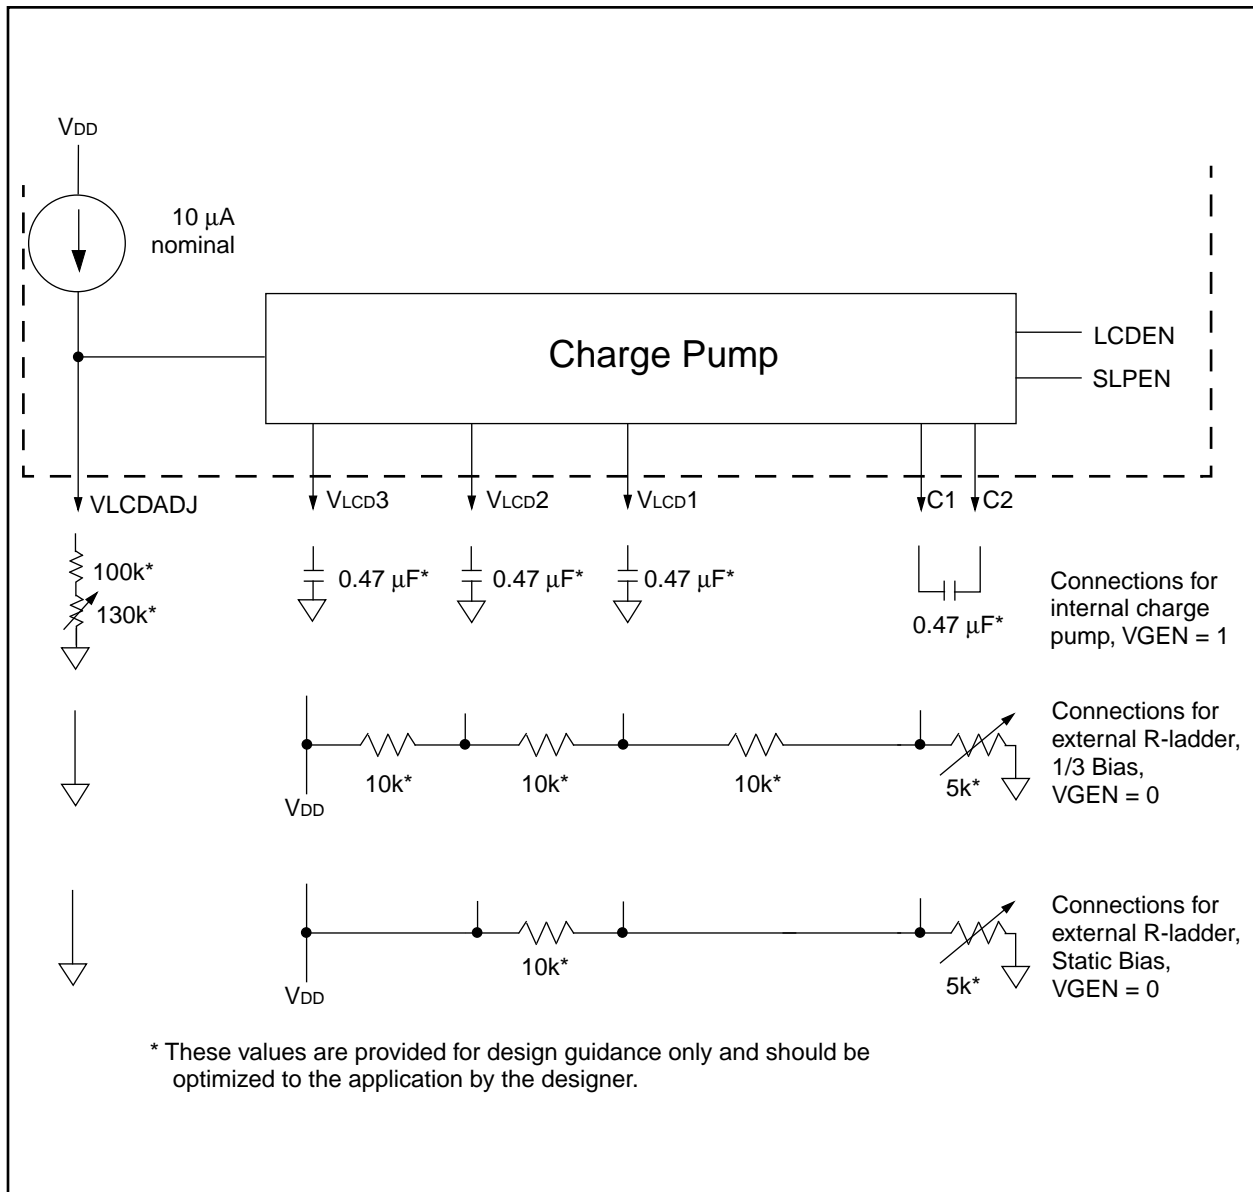 VDD
10 μA
nominal
Charge Pump
LCDEN
SLPEN
VLCDADJ
VLCD3
VLCD2
VLCD1
C1
C2
100k*
130k*
0.47 μF*
0.47 μF*
0.47 μF*
0.47 μF*
Connections for
internal charge
pump, VGEN = 1
VDD
10k*
10k*
10k*
5k*
Connections for
external R-ladder,
1/3 Bias,
VGEN = 0
VDD
10k*
5k*
Connections for
external R-ladder,
Static Bias,
VGEN = 0
* These values are provided for design guidance only and should be
optimized to the application by the designer.